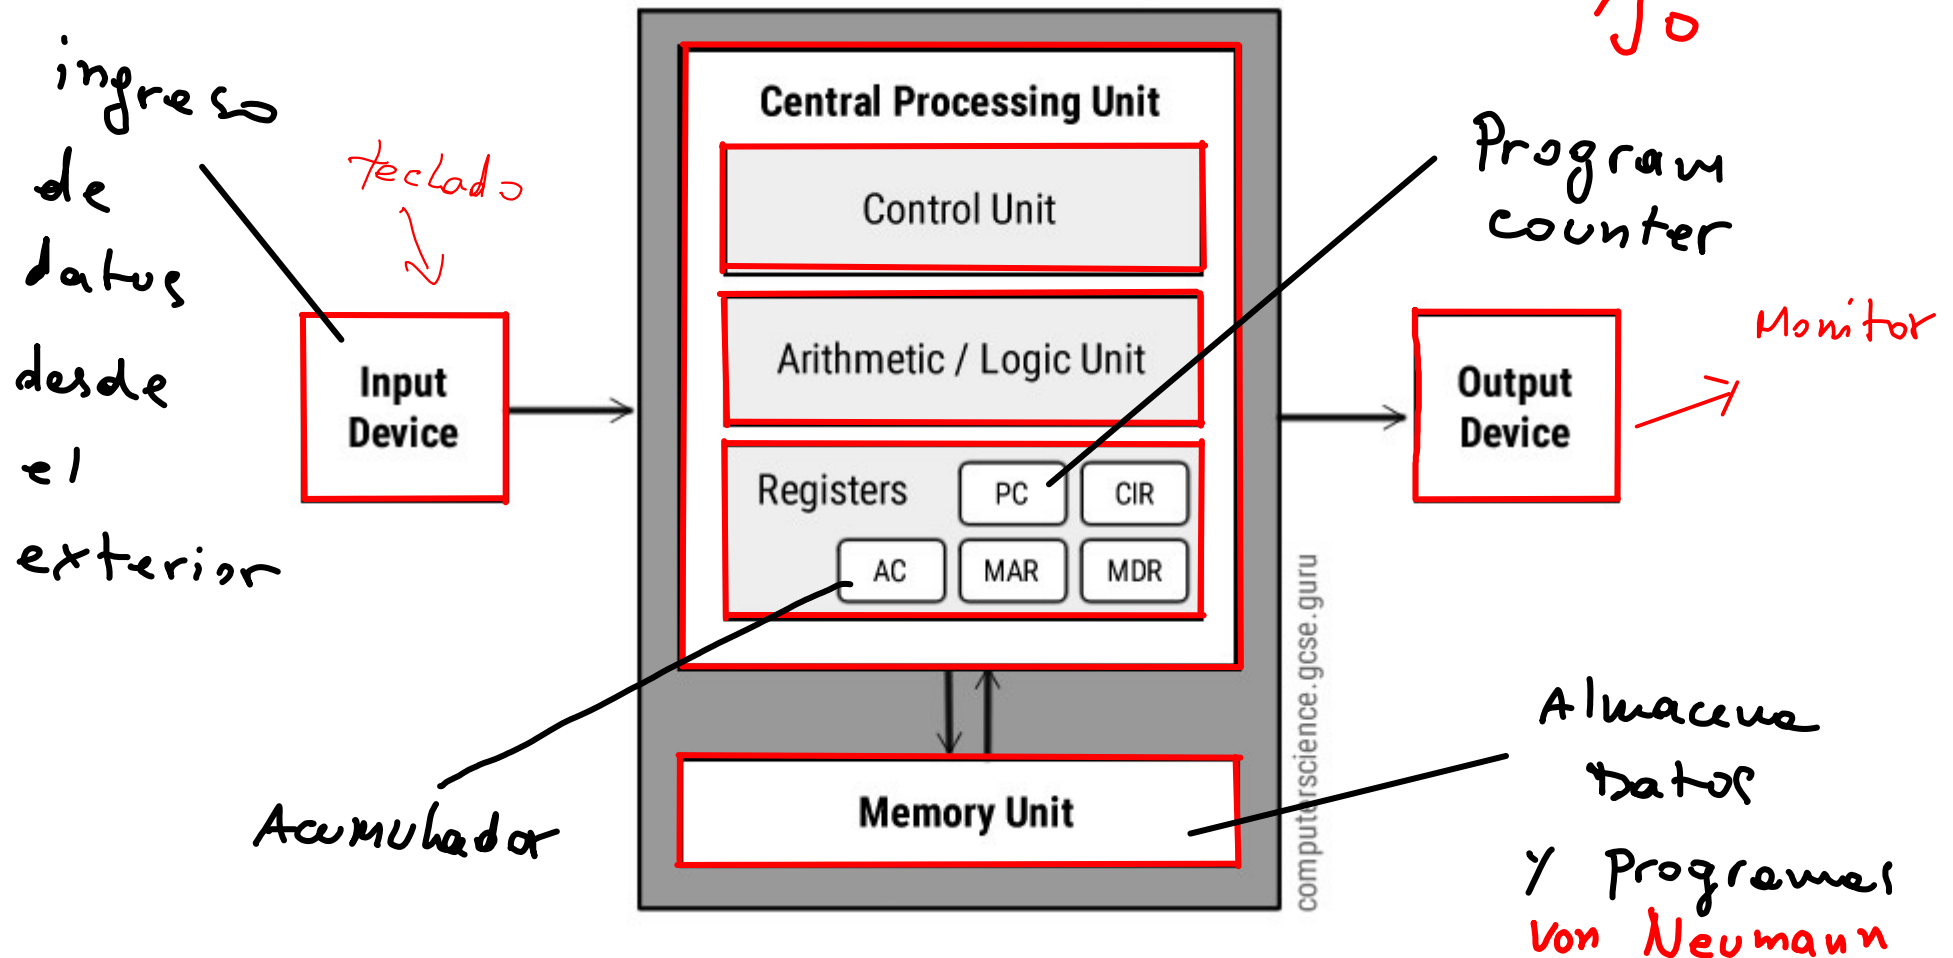 ingreso
de
datos
desde
el
exterior
teclado
Input
Device
Central Processing Unit
Control Unit
Arithmetic / Logic Unit
Registers
PC
CIR
AC
MAR
MDR
Memory Unit
Acumulador
Program
counter
Output
Device
Monitor
computerscience.gcse.guru
Almacena
Datos
y Programas
Von Neumann